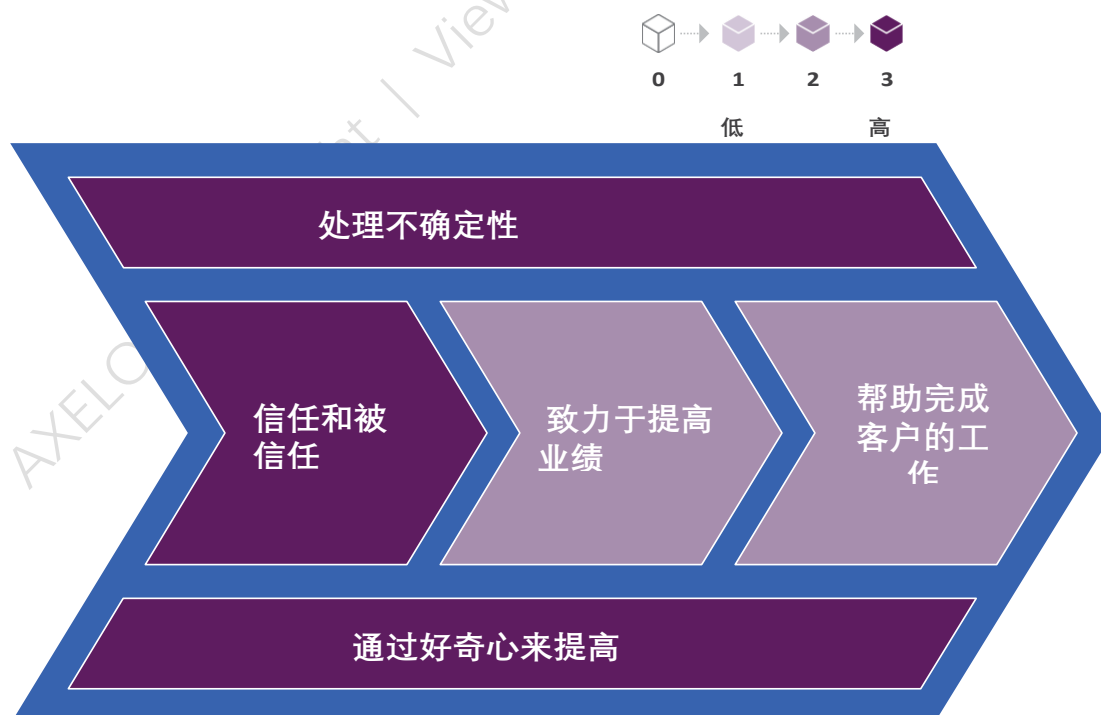 0 1 2 3
低 高
处理不确定性
信任和被
信任
致力于提高
业绩
帮助完成
客户的工
作
通过好奇心来提高